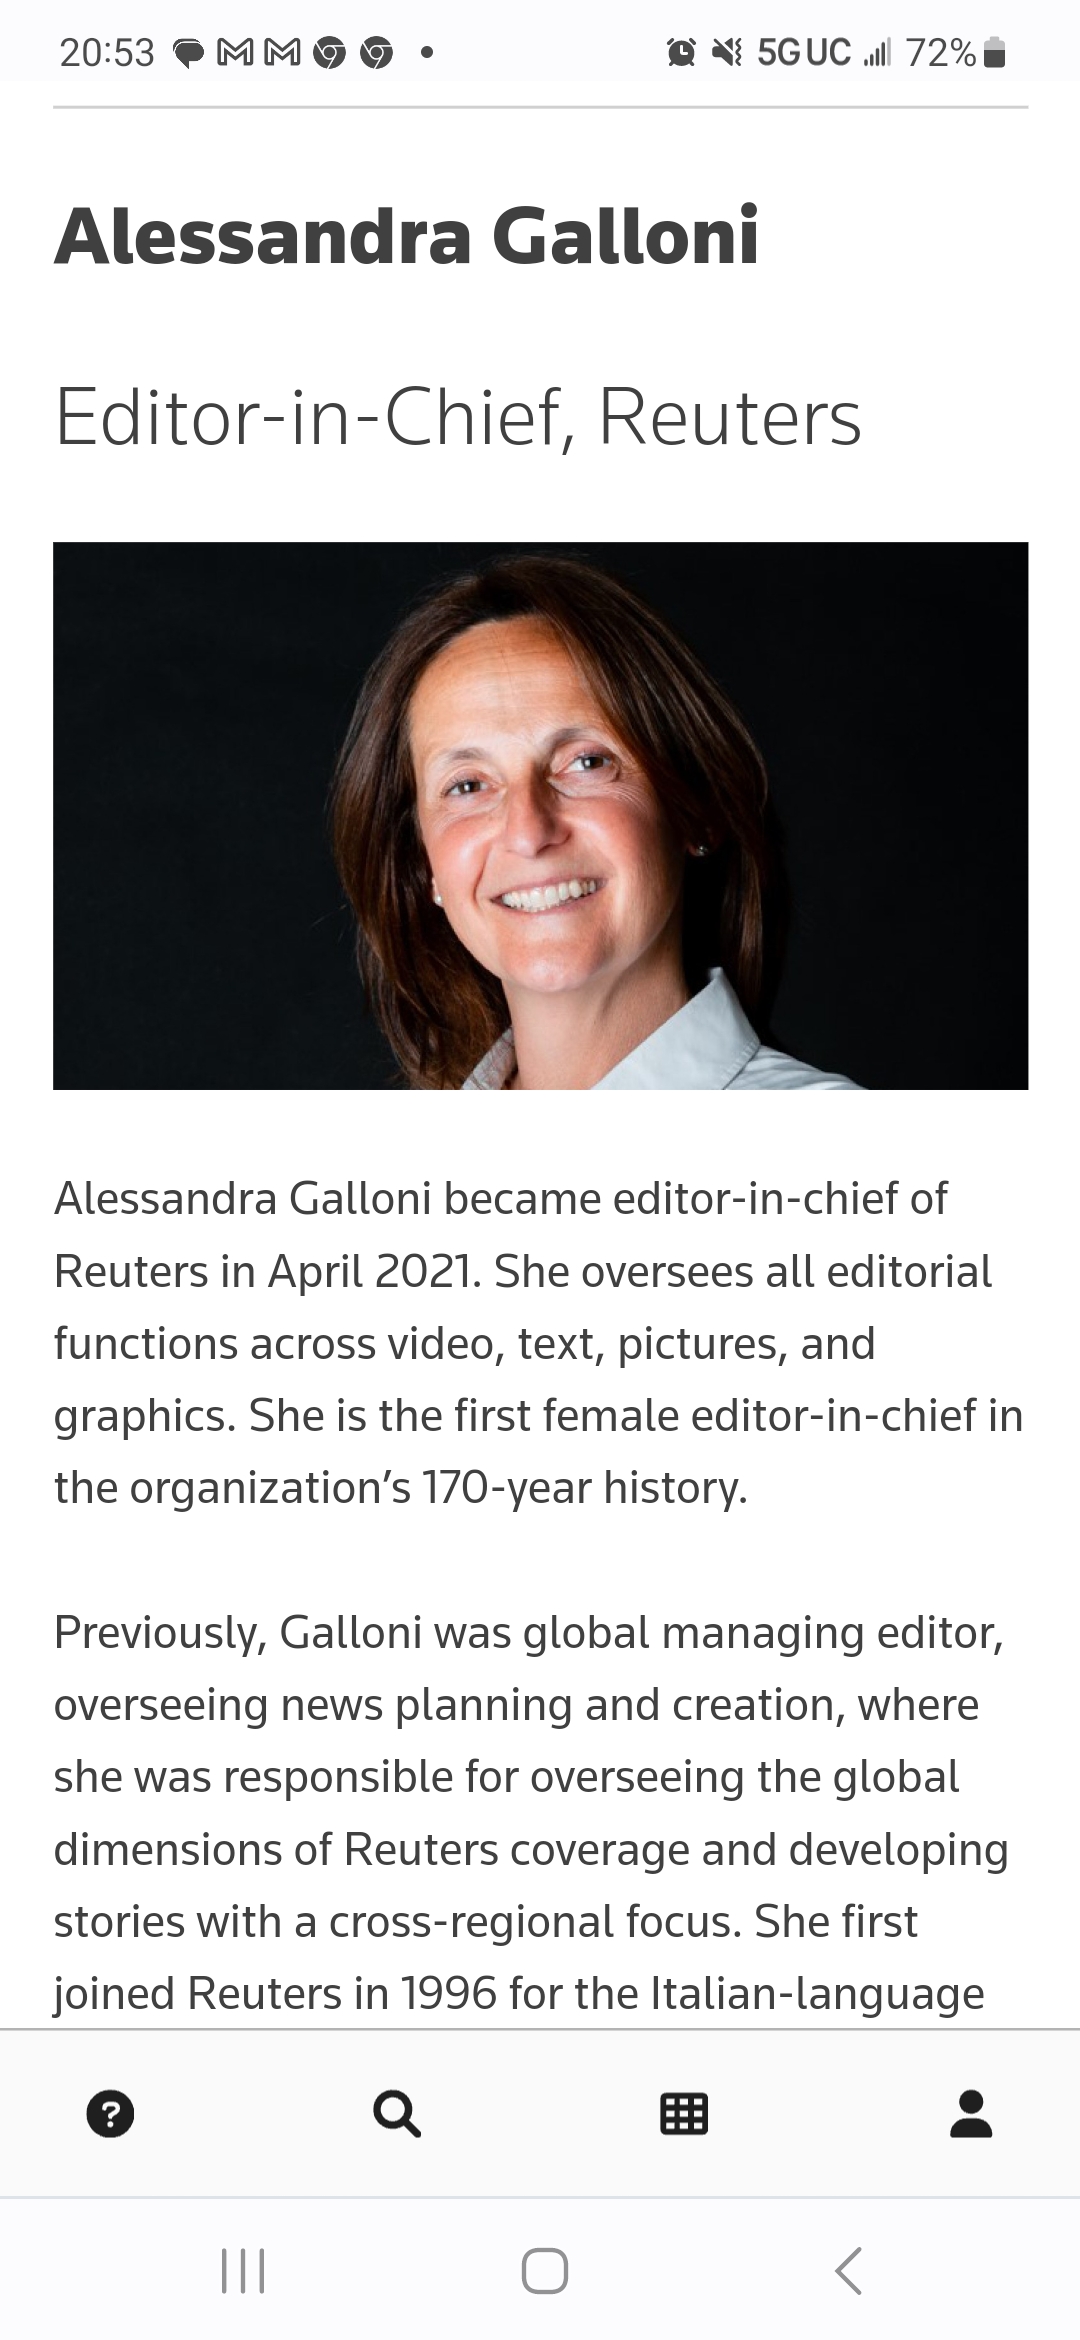 20:53
5G UC
72%
Alessandra Galloni
Editor-in-Chief, Reuters
Alessandra Galloni became editor-in-chief of
Reuters in April 2021. She oversees all editorial
functions across video, text, pictures, and
graphics. She is the first female editor-in-chief in
the organization’s 170-year history.
Previously, Galloni was global managing editor,
overseeing news planning and creation, where
she was responsible for overseeing the global
dimensions of Reuters coverage and developing
stories with a cross-regional focus. She first
joined Reuters in 1996 for the Italian-language